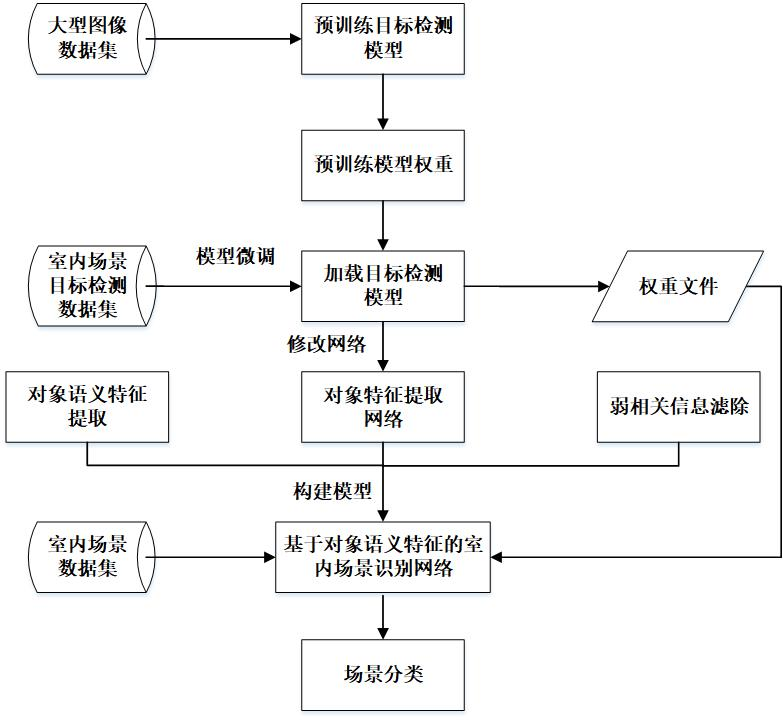 大型图像
数据集
预训练目标检测
模型
预训练模型权重
室内场景
目标检测
数据集
模型微调
加载目标检测
模型
权重文件
修改网络
对象语义特征
提取
对象特征提取
网络
弱相关信息滤除
构建模型
室内场景
数据集
基于对象语义特征的室
内场景识别网络
场景分类